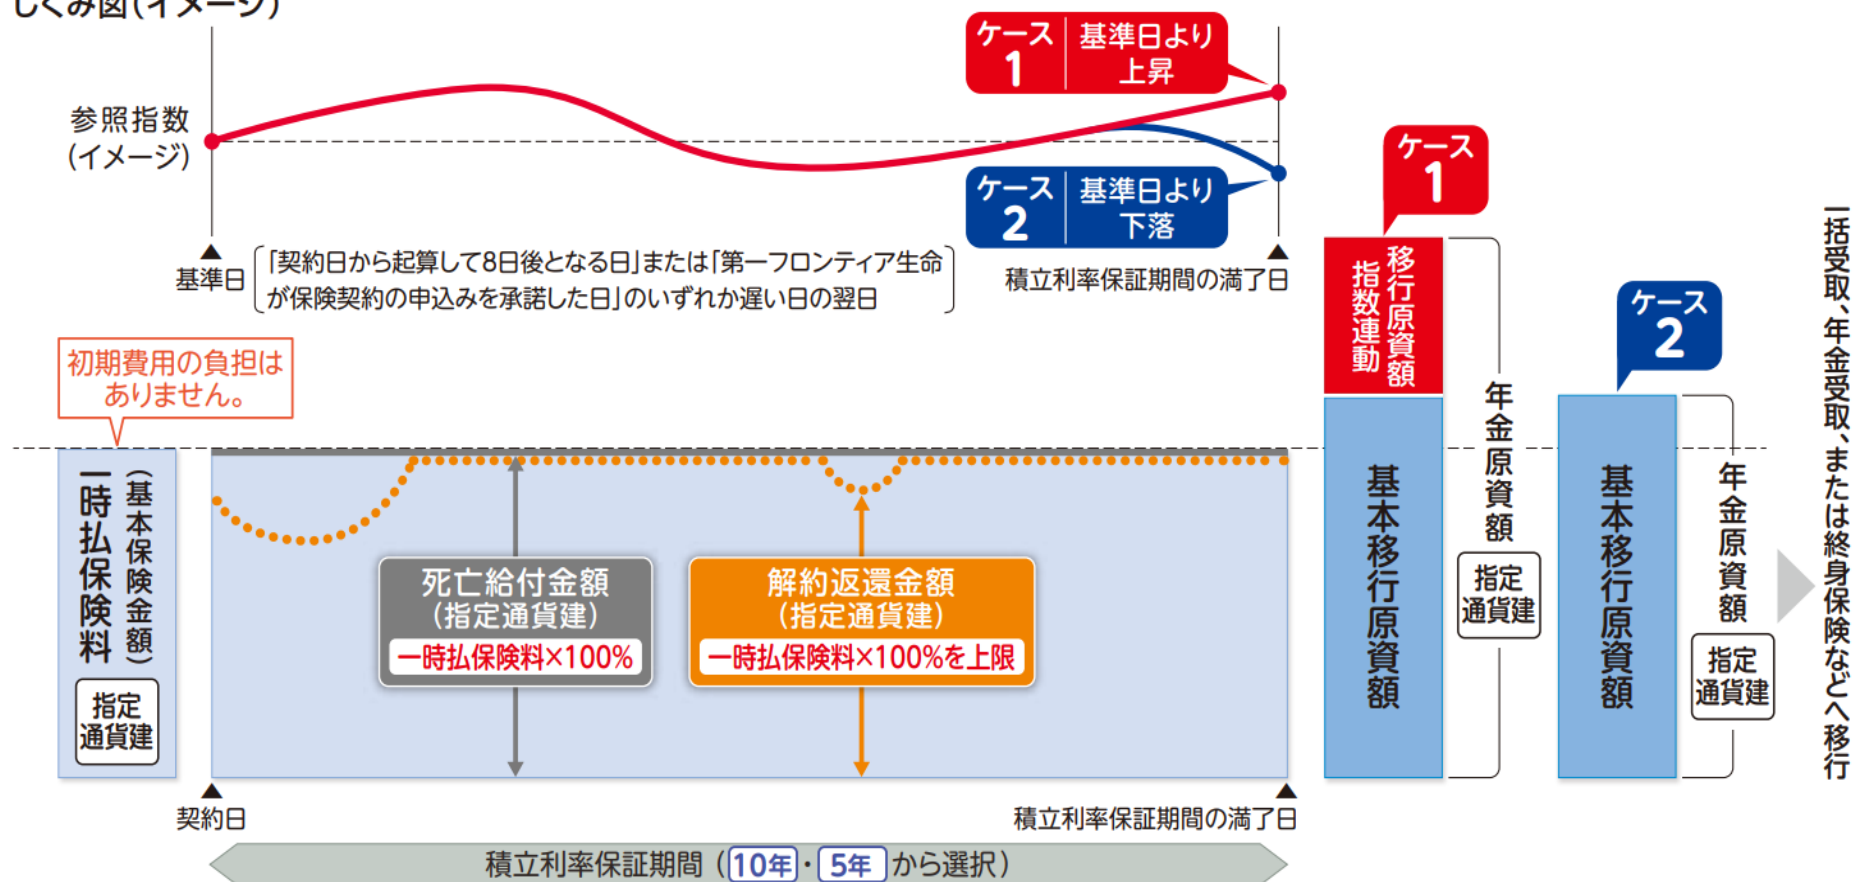 しくみ図(イメージ)
ケース
1
基準日より
上昇
参照指数
(イメージ)
ケース
2
基準日より
下落
基準日
「契約日から起算して8日後となる日」または「第一フロンティア生命
が保険契約の申込みを承諾した日」のいずれか遅い日の翌日
積立利率保証期間の満了日
初期費用の負担は
ありません。
一時払保険料
(基本保険金額)
指定
通貨建
死亡給付金額
(指定通貨建)
一時払保険料×100%
解約返還金額
(指定通貨建)
一時払保険料×100%を上限
契約日
積立利率保証期間の満了日
積立利率保証期間(10年・5年から選択)
ケース
1
指数連動
移行原資額
基本移行原資額
年金原資額
指定
通貨建
ケース
2
基本移行原資額
年金原資額
指定
通貨建
一括受取、年金受取、または終身保険などへ移行